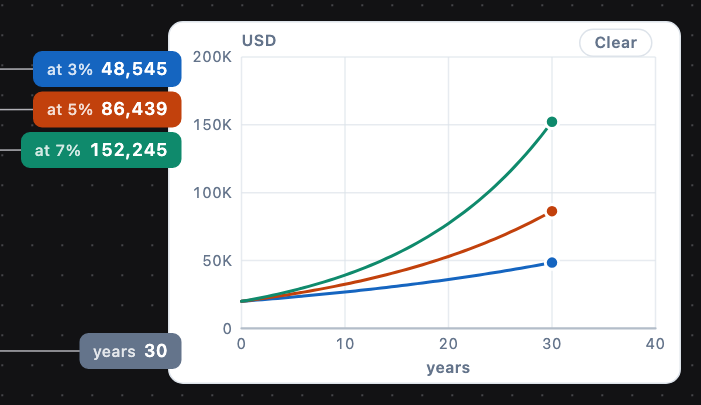 USD
Clear
200K
at 3% 48,545
at 5% 86,439
150K
at 7% 152,245
100K
50K
0
years 30
0 10 20 30 40
years